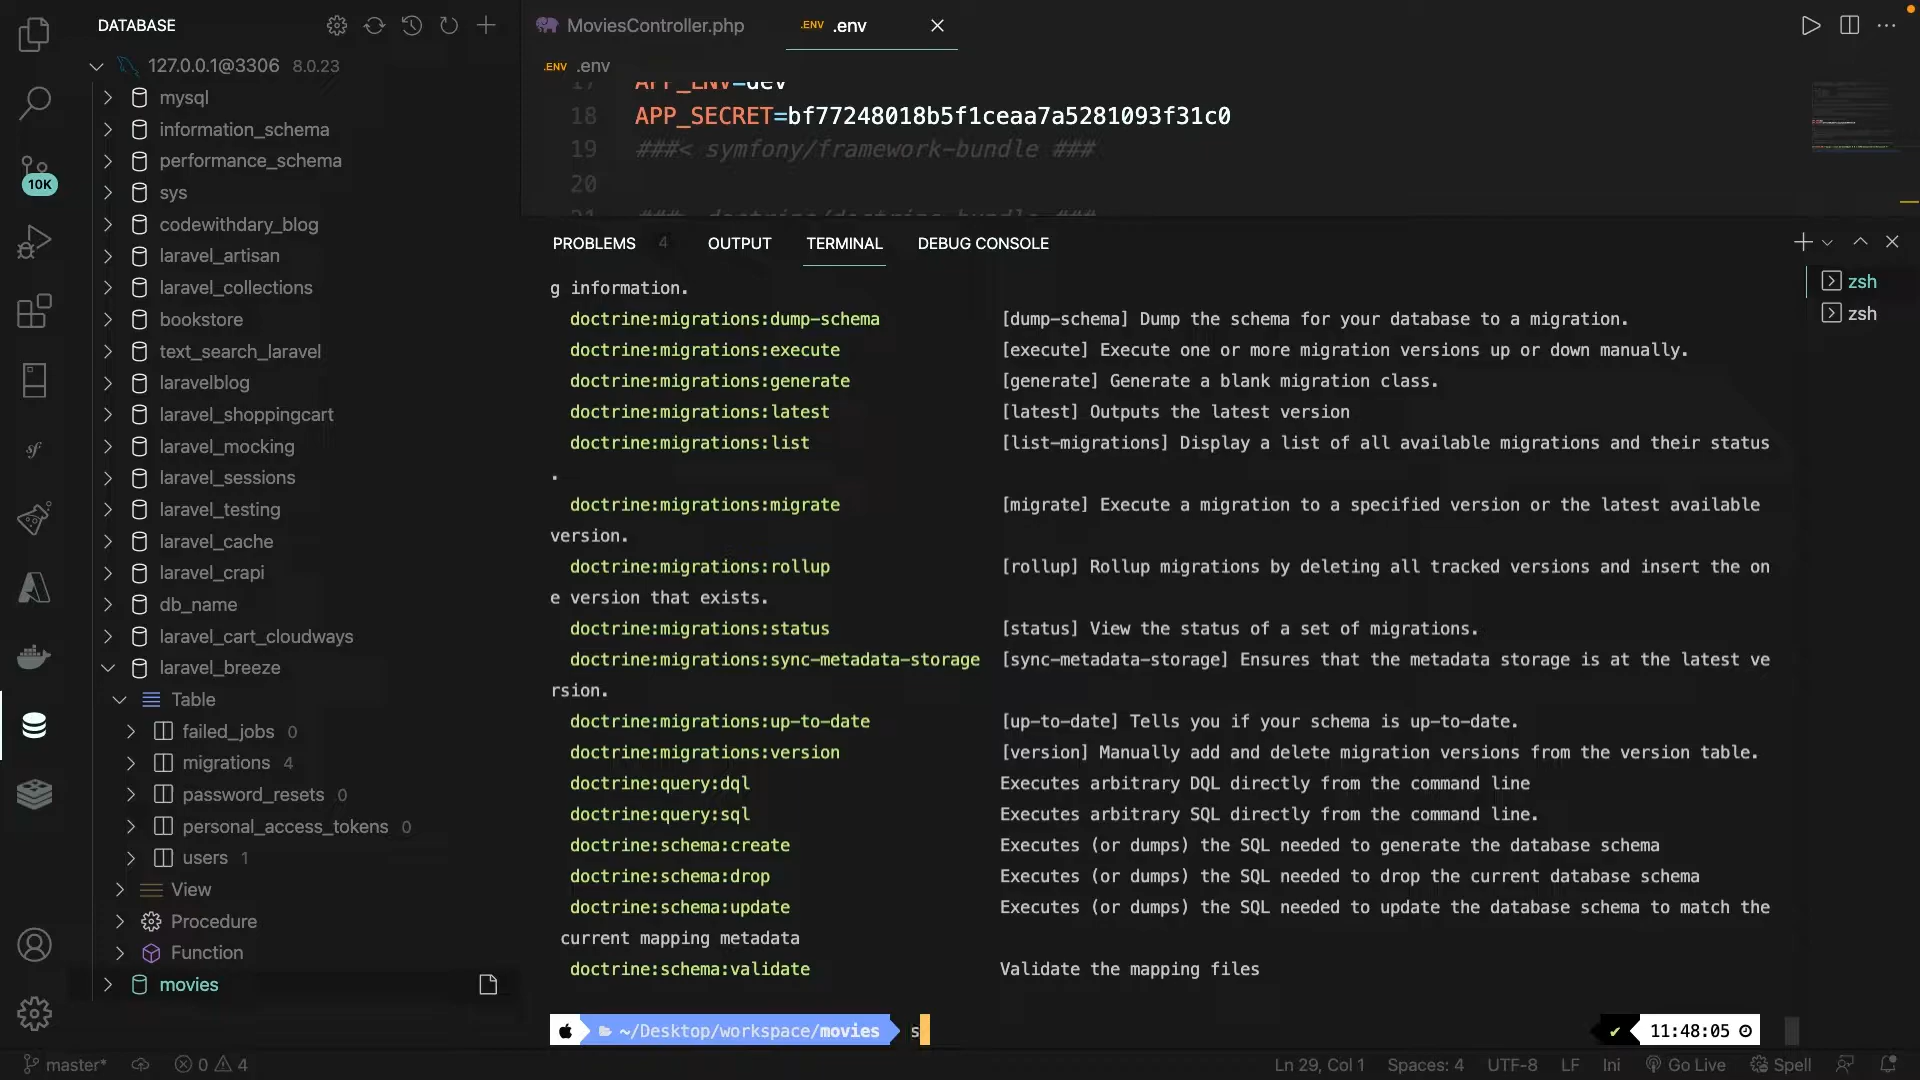 DATABASE
127.0.0.1@3306 8.0.23
mysql
information_schema
performance_schema
sys
codewithdary_blog
laravel_artisan
laravel_collections
bookstore
text_search_laravel
laravelblog
laravel_shoppingcart
laravel_mocking
laravel_sessions
laravel_testing
laravel_cache
laravel_crapi
db_name
laravel_cart_cloudways
laravel_breeze
Table
failed_jobs 0
migrations 4
password_resets 0
personal_access_tokens 0
users 1
View
Procedure
Function
movies
10K
MoviesController.php
.ENV .env
.ENV .env
17 APP_ENV=dev
18 APP_SECRET=bf77248018b5f1ceaa7a5281093f31c0
19 ###< symfony/framework-bundle ###
20
21 ###> doctrine/doctrine-bundle ###
PROBLEMS 4 OUTPUT TERMINAL DEBUG CONSOLE
zsh
zsh
g information.
doctrine:migrations:dump-schema [dump-schema] Dump the schema for your database to a migration.
doctrine:migrations:execute [execute] Execute one or more migration versions up or down manually.
doctrine:migrations:generate [generate] Generate a blank migration class.
doctrine:migrations:latest [latest] Outputs the latest version
doctrine:migrations:list [list-migrations] Display a list of all available migrations and their status
.
doctrine:migrations:migrate [migrate] Execute a migration to a specified version or the latest available
version.
doctrine:migrations:rollup [rollup] Rollup migrations by deleting all tracked versions and insert the on
e version that exists.
doctrine:migrations:status [status] View the status of a set of migrations.
doctrine:migrations:sync-metadata-storage [sync-metadata-storage] Ensures that the metadata storage is at the latest ve
rsion.
doctrine:migrations:up-to-date [up-to-date] Tells you if your schema is up-to-date.
doctrine:migrations:version [version] Manually add and delete migration versions from the version table.
doctrine:query:dql Executes arbitrary DQL directly from the command line
doctrine:query:sql Executes arbitrary SQL directly from the command line.
doctrine:schema:create Executes (or dumps) the SQL needed to generate the database schema
doctrine:schema:drop Executes (or dumps) the SQL needed to drop the current database schema
doctrine:schema:update Executes (or dumps) the SQL needed to update the database schema to match the
current mapping metadata
doctrine:schema:validate Validate the mapping files
~/Desktop/workspace/movies s
11:48:05
master* 0 4
Ln 29, Col 1 Spaces: 4 UTF-8 LF Ini Go Live Spell